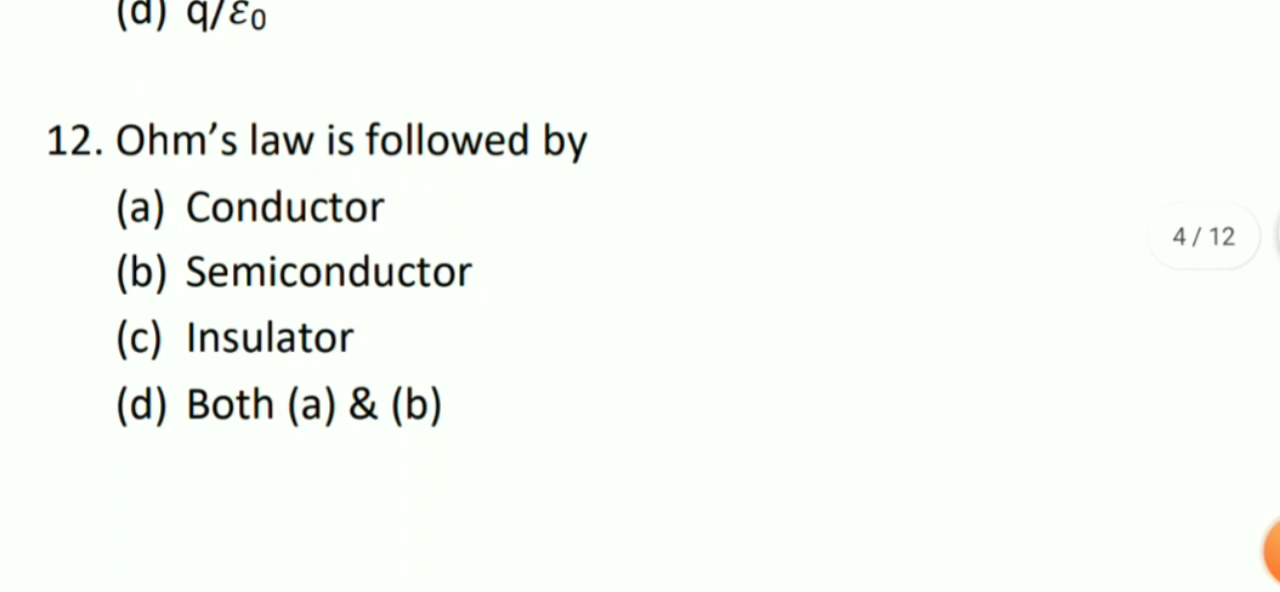 (d) q/ε₀
12. Ohm’s law is followed by
(a) Conductor
(b) Semiconductor
(c) Insulator
(d) Both (a) & (b)
4 / 12